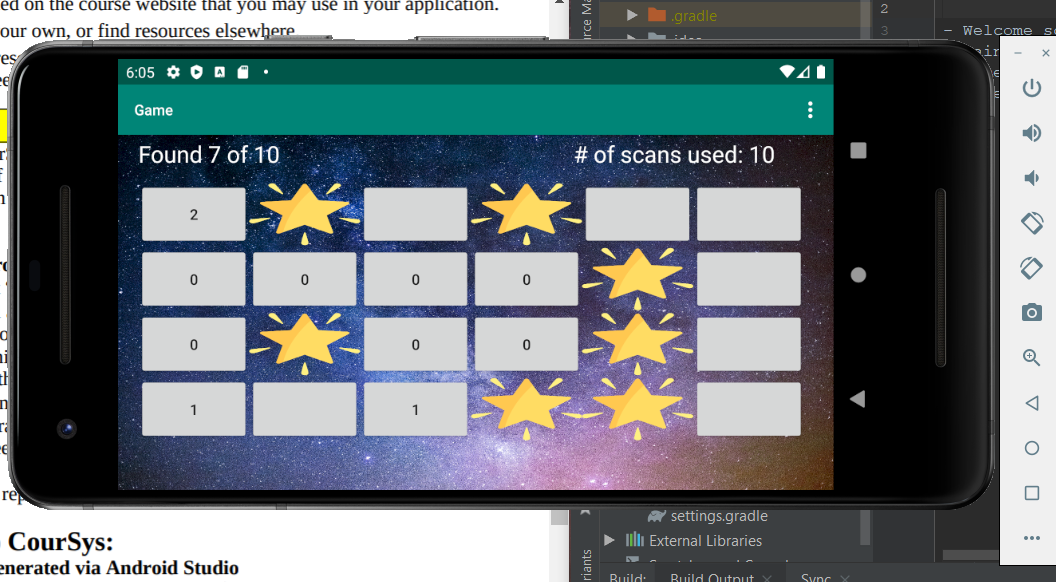 ed on the course website that you may use in your application.
our own, or find resources elsewhere
.gradle
2
3
- Welcome
6:05
A
Game
Found 7 of 10
# of scans used: 10
2
0 0 0 0
0 0 0
1 1
CourSys:
enerated via Android Studio
settings.gradle
External Libraries
Build: Build Output × Sync ×